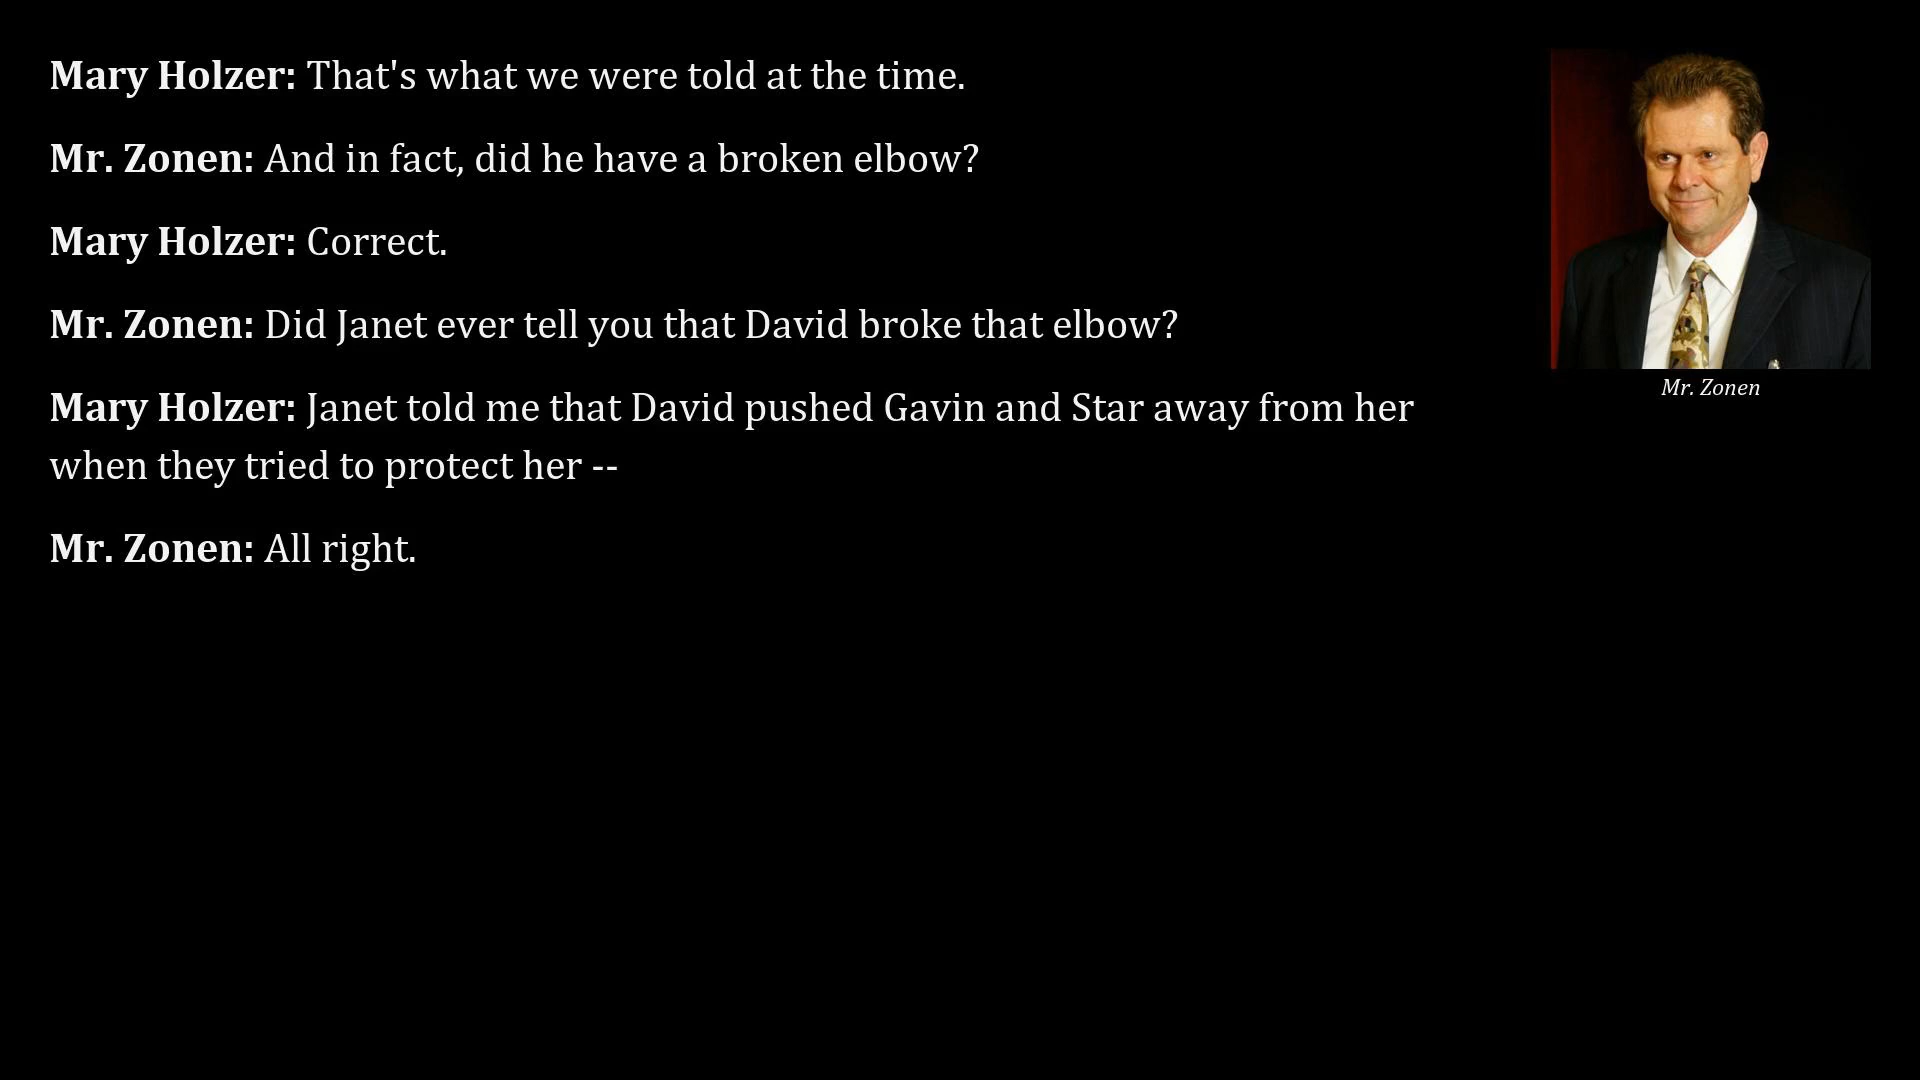 Mary Holzer: That's what we were told at the time.
Mr. Zonen: And in fact, did he have a broken elbow?
Mary Holzer: Correct.
Mr. Zonen: Did Janet ever tell you that David broke that elbow?
Mary Holzer: Janet told me that David pushed Gavin and Star away from her
when they tried to protect her --
Mr. Zonen: All right.
Mr. Zonen